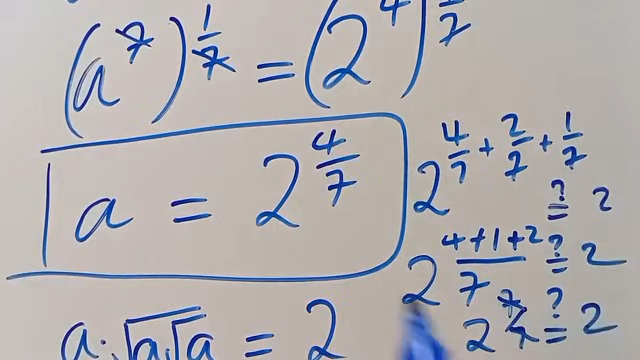 (a^7)^{1/7} = (2^4)^{1/7}
a = 2^{4/7}
2^{4/7 + 2/7 + 1/7} ?= 2
2^{(4+1+2)/7} ?= 2
2^{7/7} ?= 2
a·√(a√a) = 2